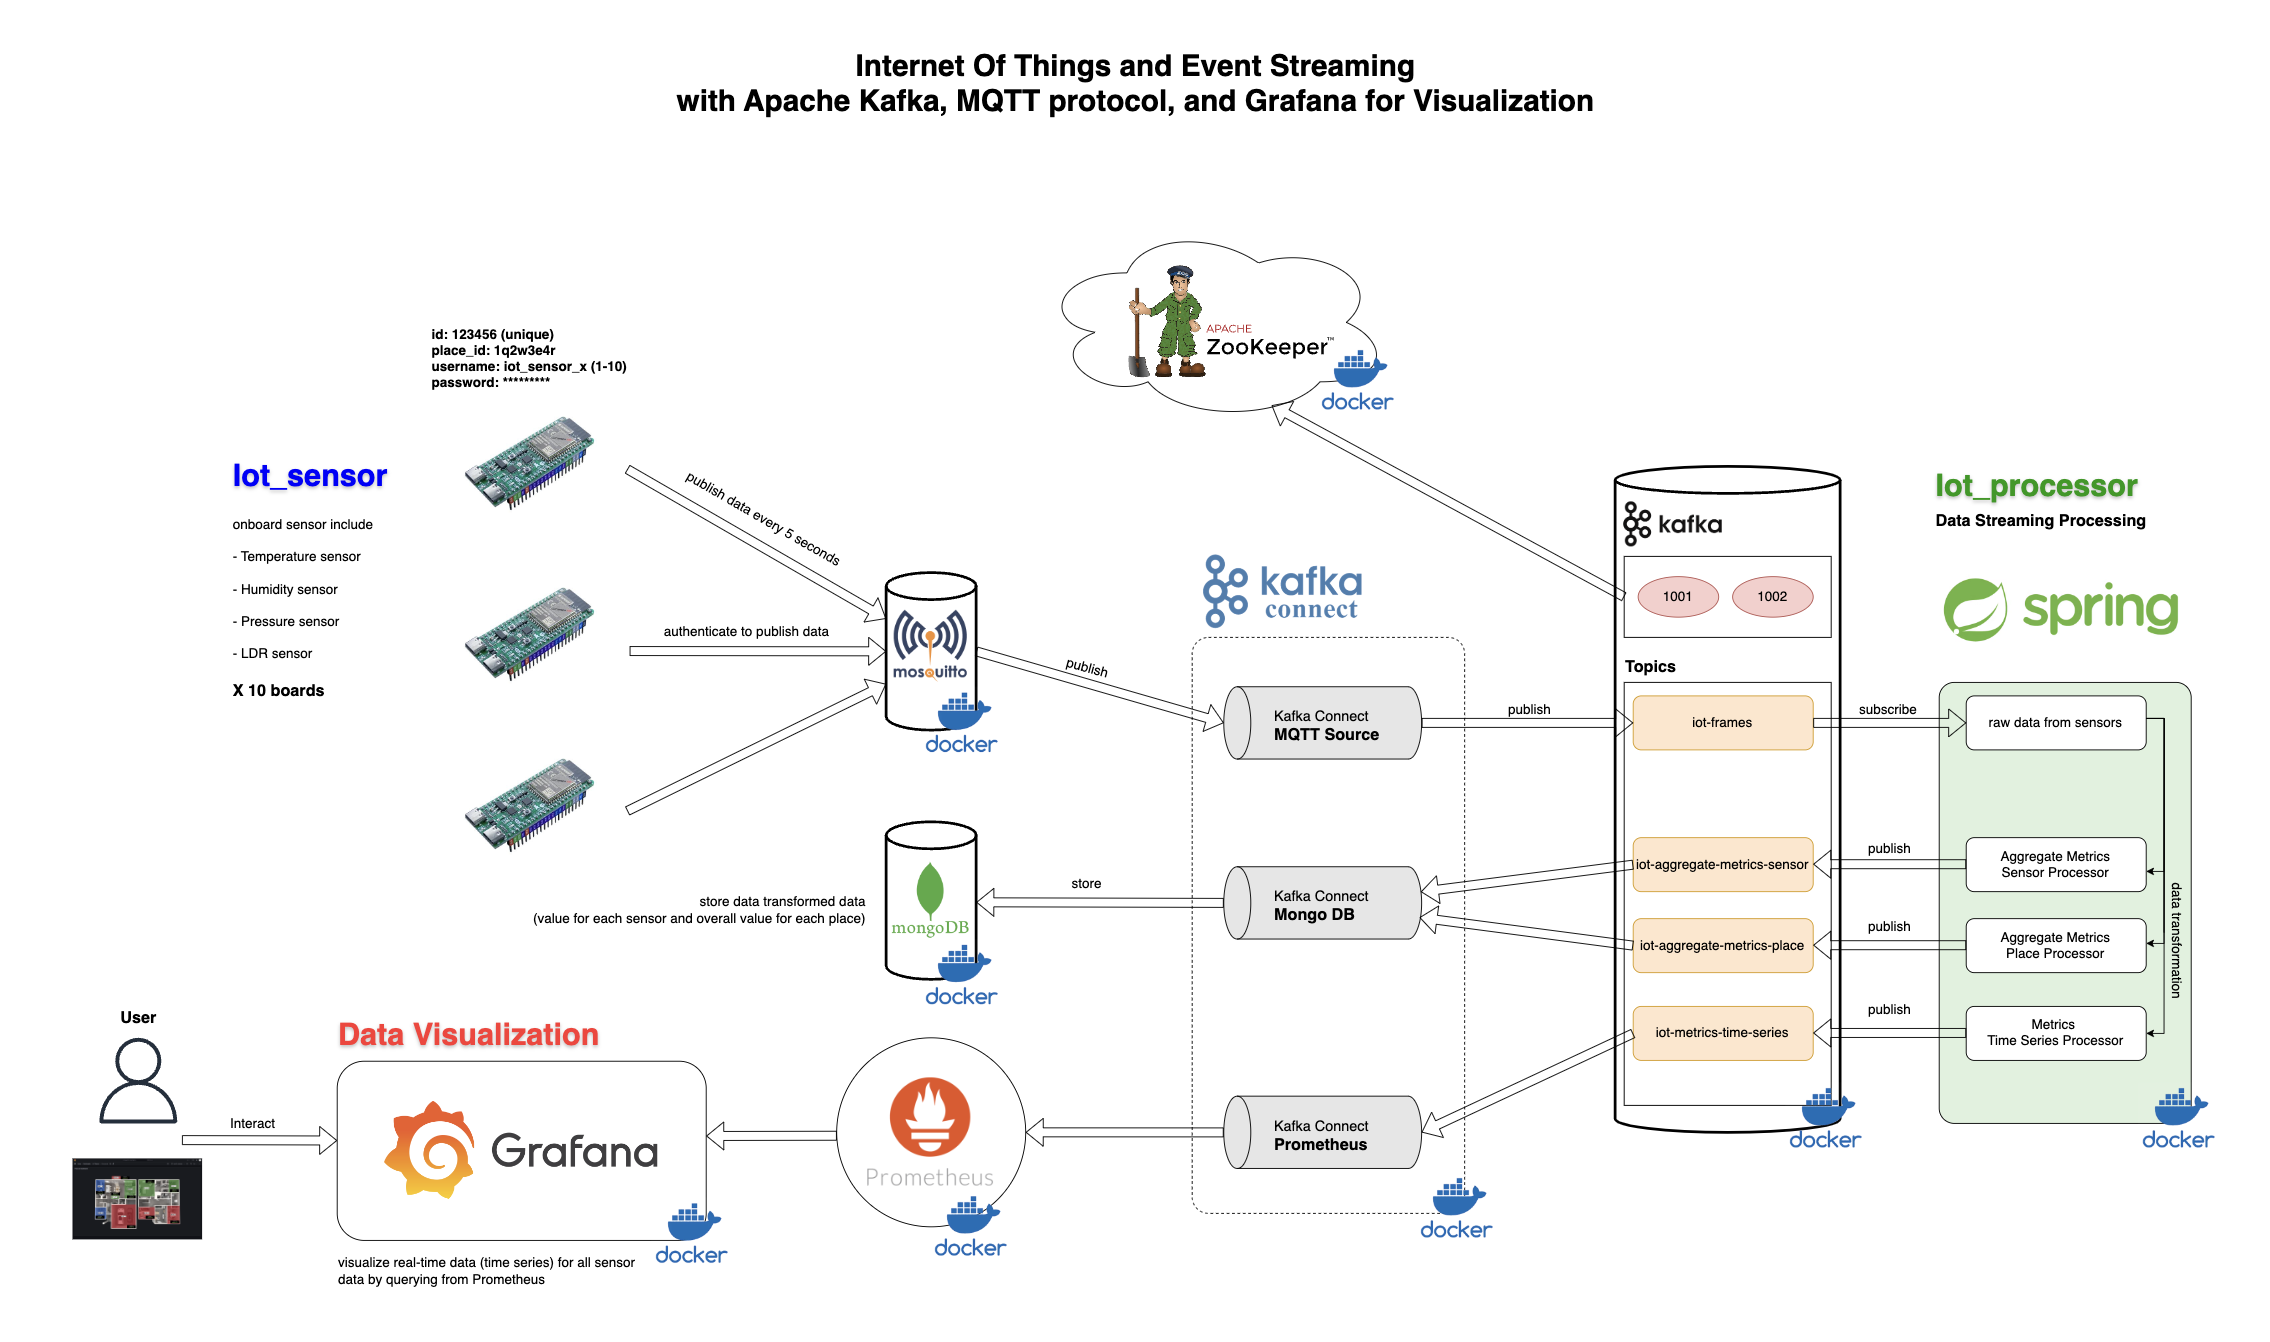 Internet Of Things and Event Streaming
with Apache Kafka, MQTT protocol, and Grafana for Visualization
APACHE
ZooKeeper™
docker
id: 123456 (unique)
place_id: 1q2w3e4r
username: iot_sensor_x (1-10)
password: *********
Iot_sensor
onboard sensor include
- Temperature sensor
- Humidity sensor
- Pressure sensor
- LDR sensor
X 10 boards
publish data every 5 seconds
authenticate to publish data
mosquitto
docker
publish
kafka
connect
Kafka Connect
MQTT Source
publish
kafka
1001
1002
Topics
iot-frames
subscribe
Iot_processor
Data Streaming Processing
spring
raw data from sensors
data transformation
Aggregate Metrics
Sensor Processor
publish
iot-aggregate-metrics-sensor
Aggregate Metrics
Place Processor
publish
iot-aggregate-metrics-place
Metrics
Time Series Processor
publish
iot-metrics-time-series
docker
docker
Kafka Connect
Mongo DB
store
mongoDB
docker
store data transformed data
(value for each sensor and overall value for each place)
Kafka Connect
Prometheus
docker
Prometheus
docker
User
Interact
Data Visualization
Grafana
docker
visualize real-time data (time series) for all sensor
data by querying from Prometheus